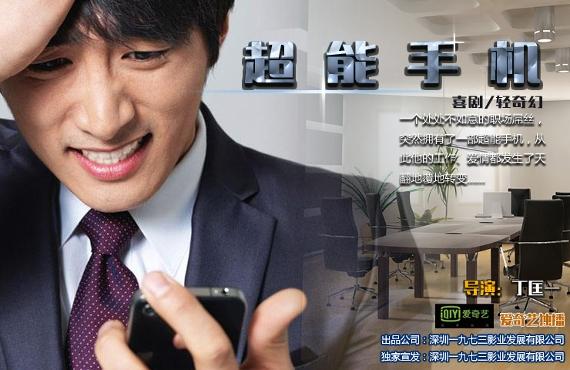 超能手机
喜剧/轻奇幻
一个处处不如意的职场屌丝，
突然拥有了一部超能手机，从
此他的工作、爱情都发生了天
翻地覆地转变......
导演：丁匡一
QIY 爱奇艺
爱奇艺独播
出品公司：深圳一九七三影业发展有限公司
独家宣发：深圳一九七三影业发展有限公司